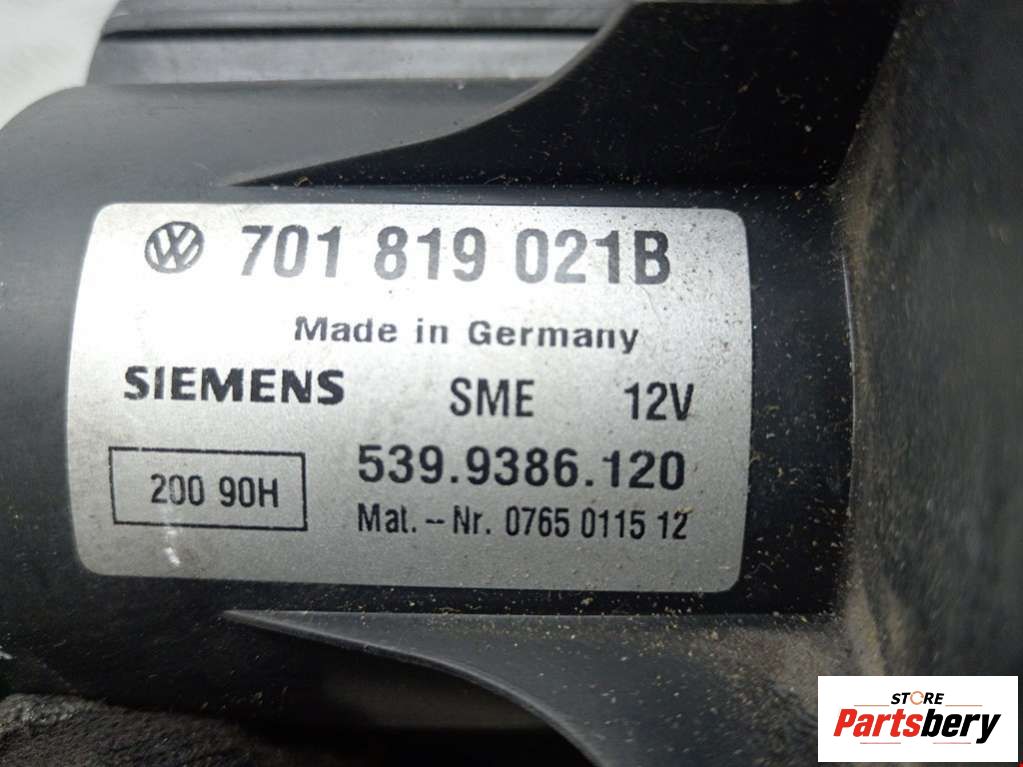 VW 701 819 021B
Made in Germany
SIEMENS SME 12V
539.9386.120
200 90H
Mat.-Nr. 0765 0115 12
STORE
Partsbery